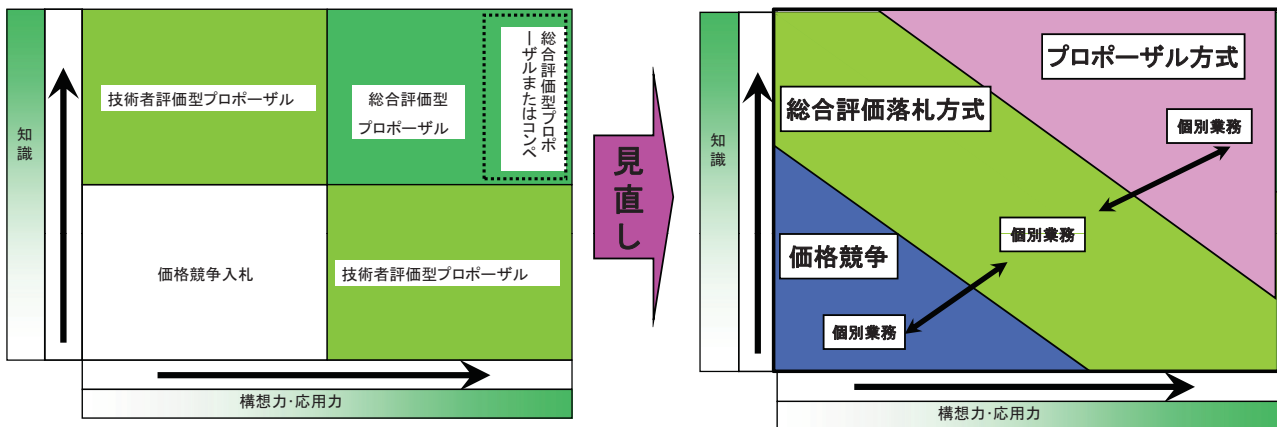 知識
技術者評価型プロポーザル
総合評価型
プロポーザル
総合評価型プロポ
ーザルまたはコンペ
価格競争入札
技術者評価型プロポーザル
構想力・応用力
見直し
知識
プロポーザル方式
総合評価落札方式
個別業務
個別業務
価格競争
個別業務
構想力・応用力